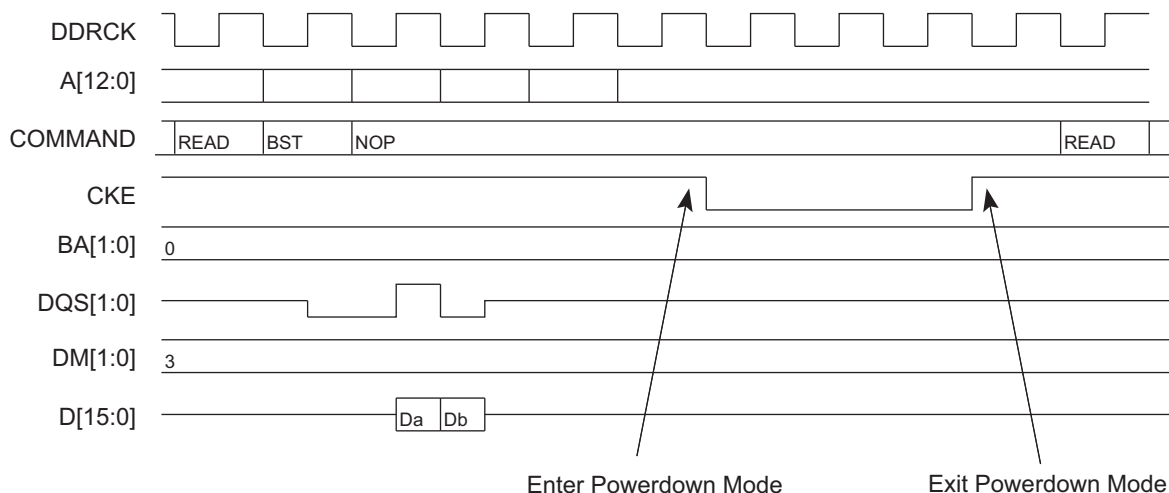 DDRCK
A[12:0]
COMMAND READ BST NOP READ
CKE
BA[1:0] 0
DQS[1:0]
DM[1:0] 3
D[15:0] Da Db
Enter Powerdown Mode Exit Powerdown Mode